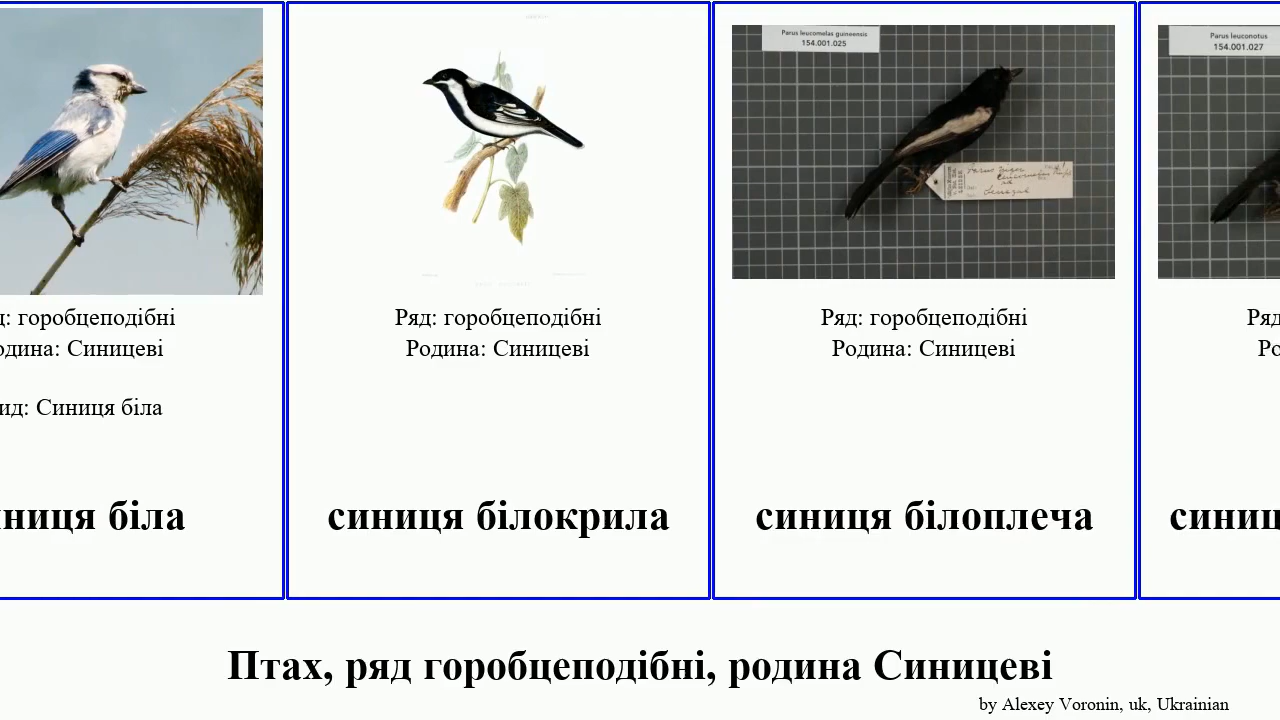 Parus leucomelas guineensis
154.001.025
Parus leuconotus
154.001.027
д: горобцеподібні
одина: Синицеві
ид: Синиця біла
иниця біла
Ряд: горобцеподібні
Родина: Синицеві
синиця білокрила
Ряд: горобцеподібні
Родина: Синицеві
синиця білоплеча
Ряд
Ро
синиц
Птах, ряд горобцеподібні, родина Синицеві
by Alexey Voronin, uk, Ukrainian